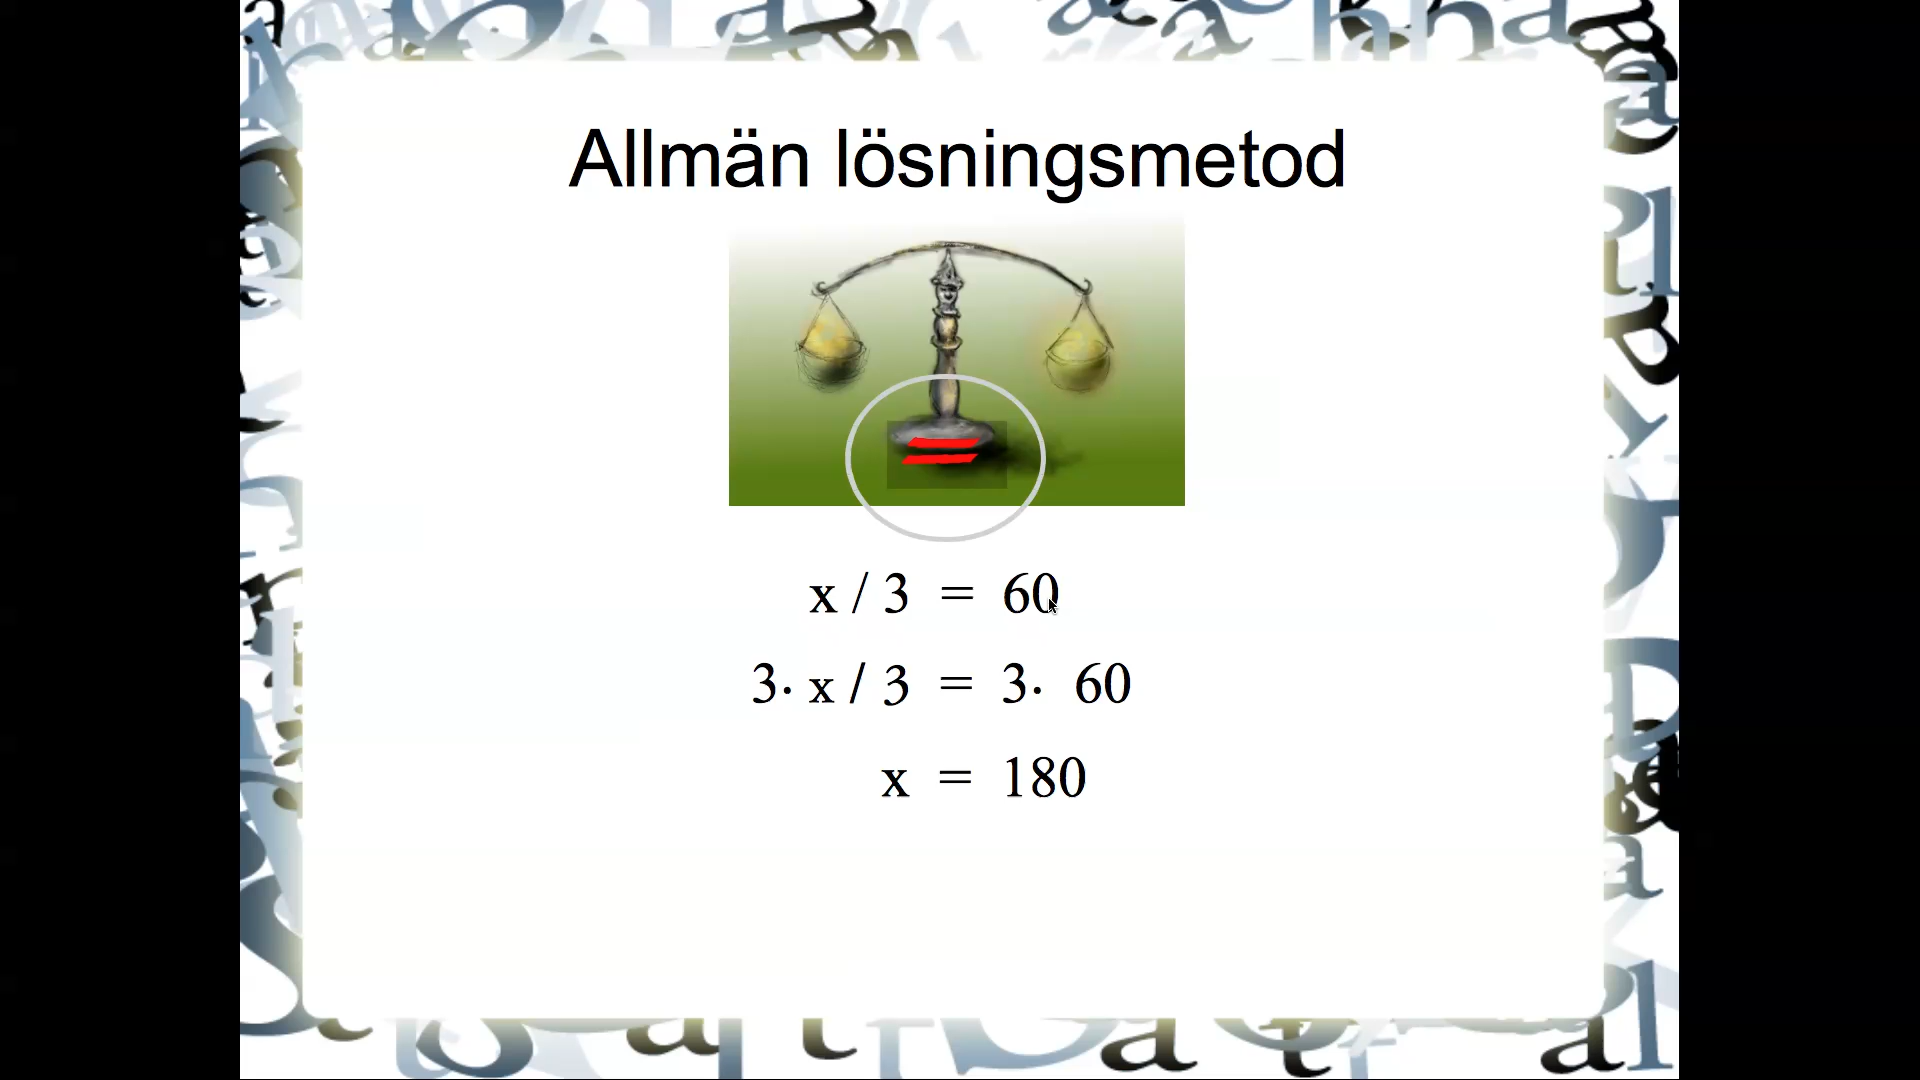 Allmän lösningsmetod
x / 3 = 60
3· x / 3 = 3· 60
x = 180